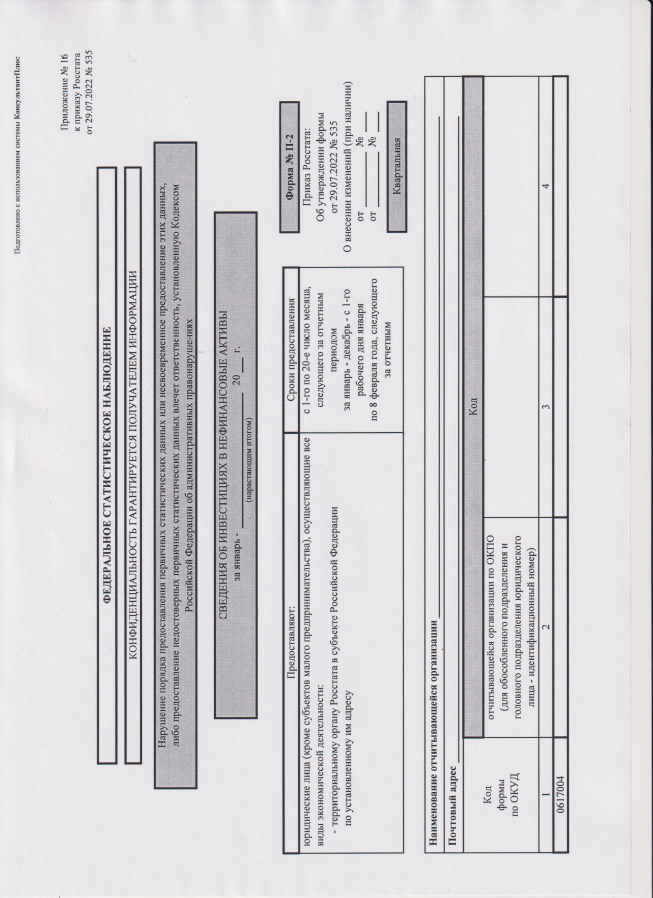 Подготовлено с использованием системы КонсультантПлюс
Приложение № 16
к приказу Росстата
от 29.07.2022 № 535
ФЕДЕРАЛЬНОЕ СТАТИСТИЧЕСКОЕ НАБЛЮДЕНИЕ
КОНФИДЕНЦИАЛЬНОСТЬ ГАРАНТИРУЕТСЯ ПОЛУЧАТЕЛЕМ ИНФОРМАЦИИ
Нарушение порядка предоставления первичных статистических данных или несвоевременное предоставление этих данных,
либо предоставление недостоверных первичных статистических данных влечет ответственность, установленную Кодексом
Российской Федерации об административных правонарушениях
СВЕДЕНИЯ ОБ ИНВЕСТИЦИЯХ В НЕФИНАНСОВЫЕ АКТИВЫ
за январь - ________ 20 __ г.
(нарастающим итогом)
Предоставляют:
юридические лица (кроме субъектов малого предпринимательства), осуществляющие все
виды экономической деятельности:
- территориальному органу Росстата в субъекте Российской Федерации
по установленному им адресу
Сроки предоставления
с 1-го по 20-е число месяца,
следующего за отчетным
периодом
за январь - декабрь - с 1-го
рабочего дня января
по 8 февраля года, следующего
за отчетным
Форма № П-2
Приказ Росстата:
Об утверждении формы
от 29.07.2022 № 535
О внесении изменений (при наличии)
от ________ № ___
от ________ № ___
Квартальная
Наименование отчитывающейся организации
Почтовый адрес
Код
формы
по ОКУД
Код
отчитывающейся организации по ОКПО
(для обособленного подразделения и
головного подразделения юридического
лица - идентификационный номер)
1 2 3 4
0617004